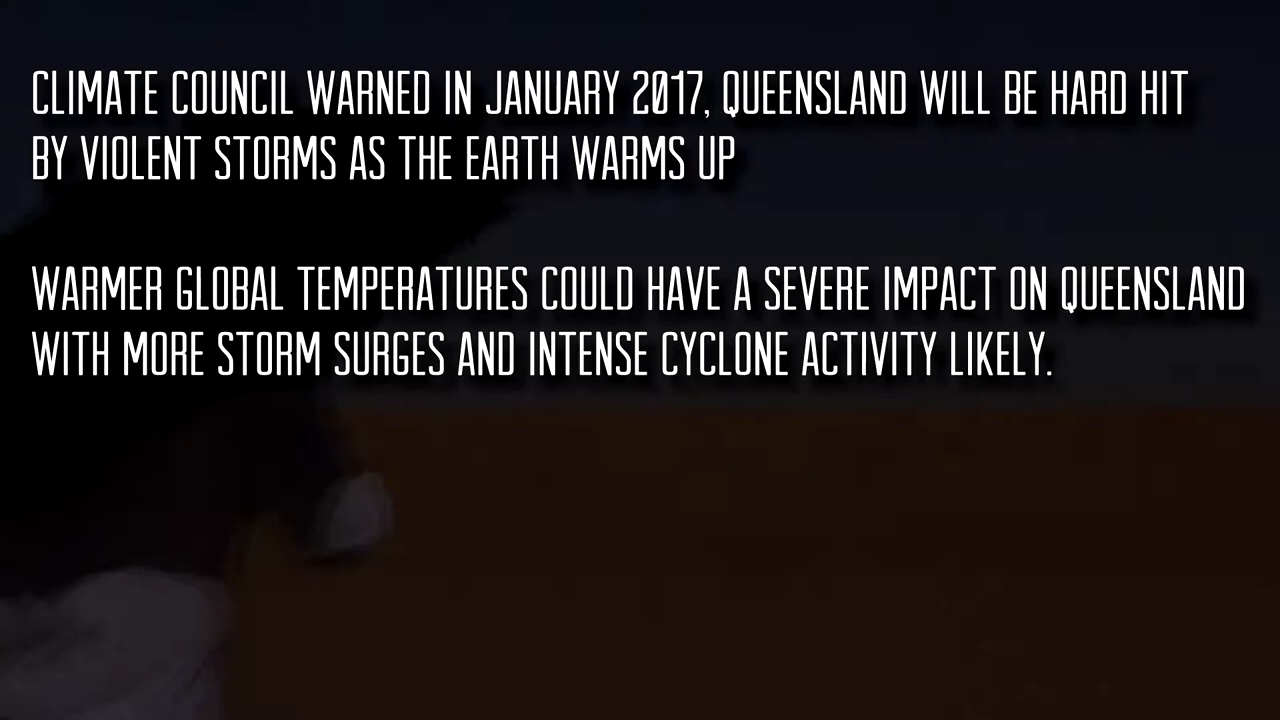 CLIMATE COUNCIL WARNED IN JANUARY 2017, QUEENSLAND WILL BE HARD HIT
BY VIOLENT STORMS AS THE EARTH WARMS UP
WARMER GLOBAL TEMPERATURES COULD HAVE A SEVERE IMPACT ON QUEENSLAND
WITH MORE STORM SURGES AND INTENSE CYCLONE ACTIVITY LIKELY.